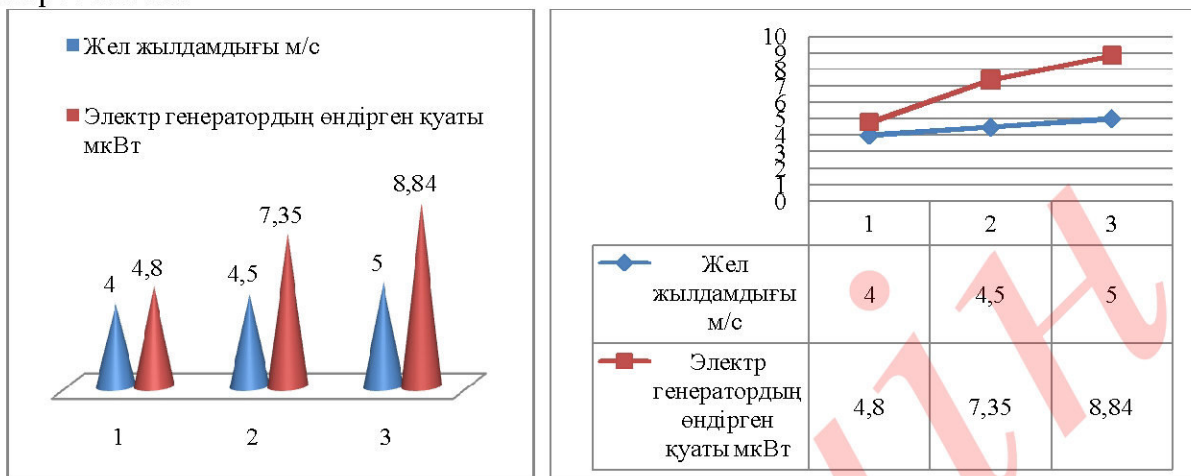 Жел жылдамдығы м/с
Электр генератордың өндірген қуаты
мкВт
4
4,8
4,5
7,35
5
8,84
1 2 3
10
9
8
7
6
5
4
3
2
1
0
1 2 3
Жел
жылдамдығы
м/с
4 4,5 5
Электр
генератордың
өндірген
қуаты мкВт
4,8 7,35 8,84